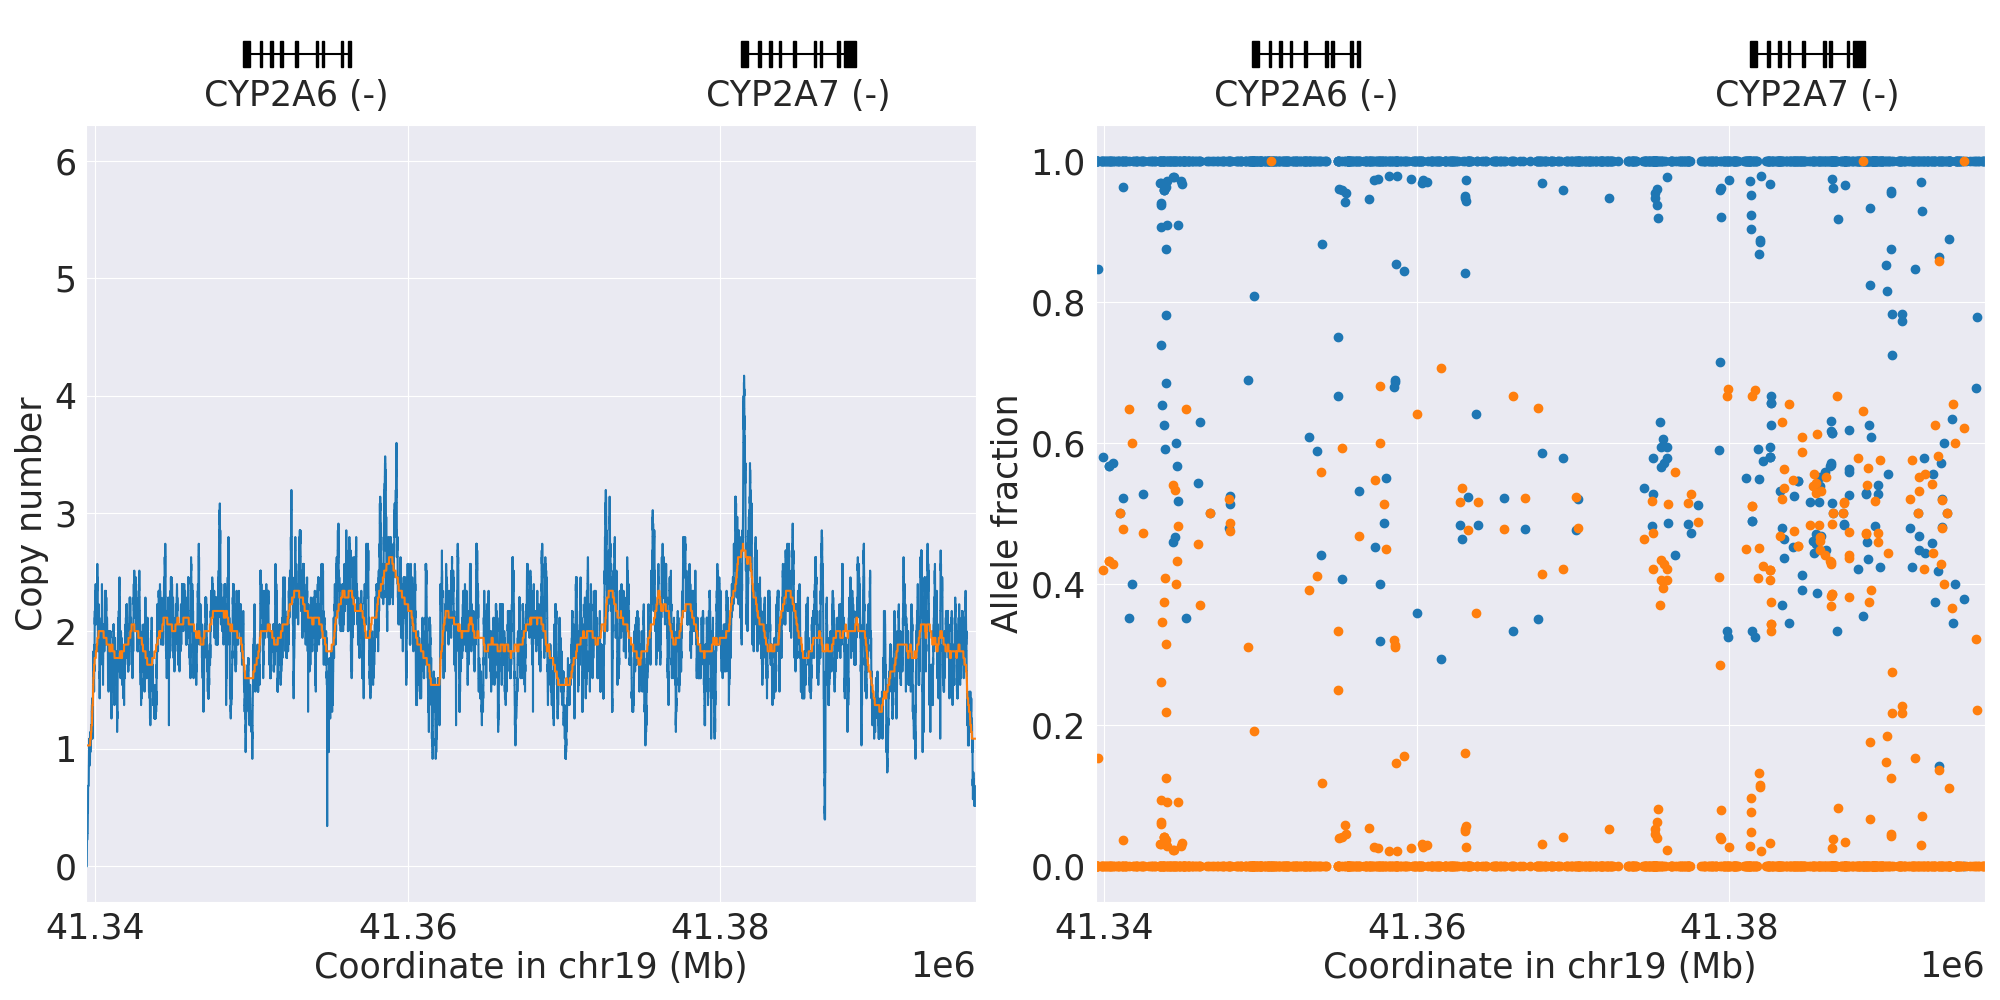 CYP2A6 (-)
CYP2A7 (-)
CYP2A6 (-)
CYP2A7 (-)
Copy number
6
5
4
3
2
1
0
41.34
41.36
41.38
Coordinate in chr19 (Mb)
1e6
Allele fraction
1.0
0.8
0.6
0.4
0.2
0.0
41.34
41.36
41.38
Coordinate in chr19 (Mb)
1e6